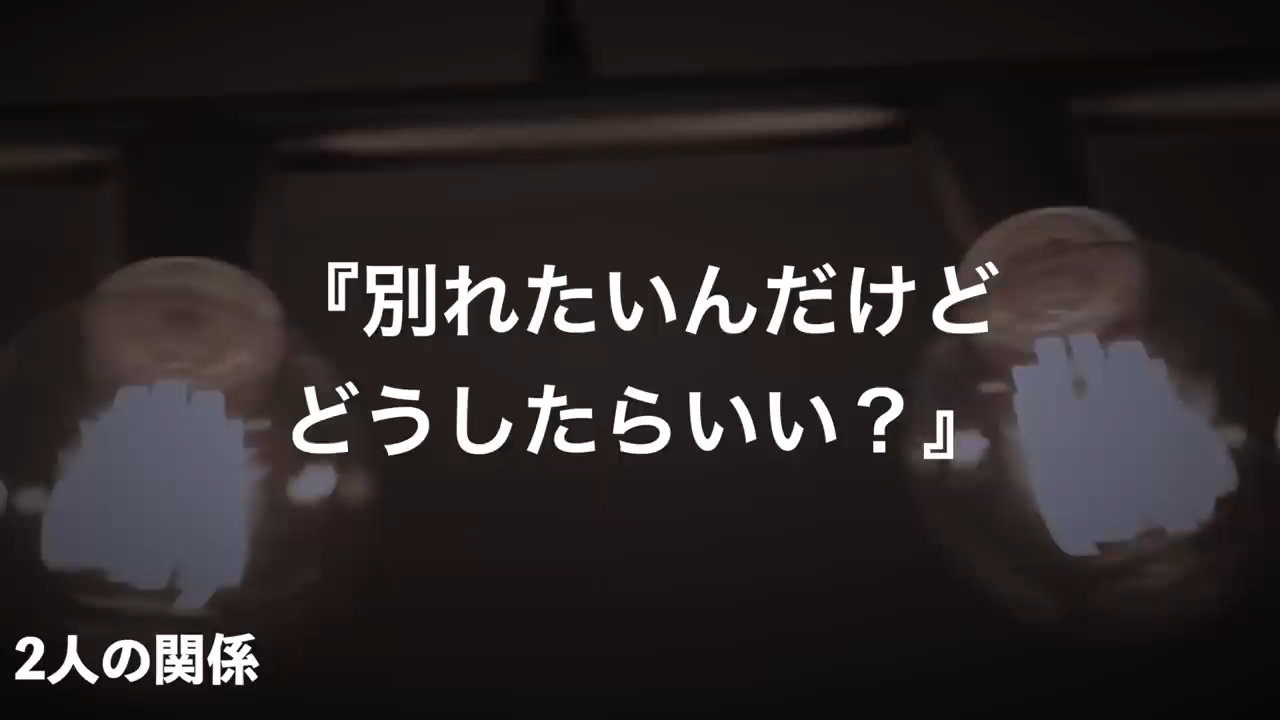 『別れたいんだけど
どうしたらいい？』
2人の関係